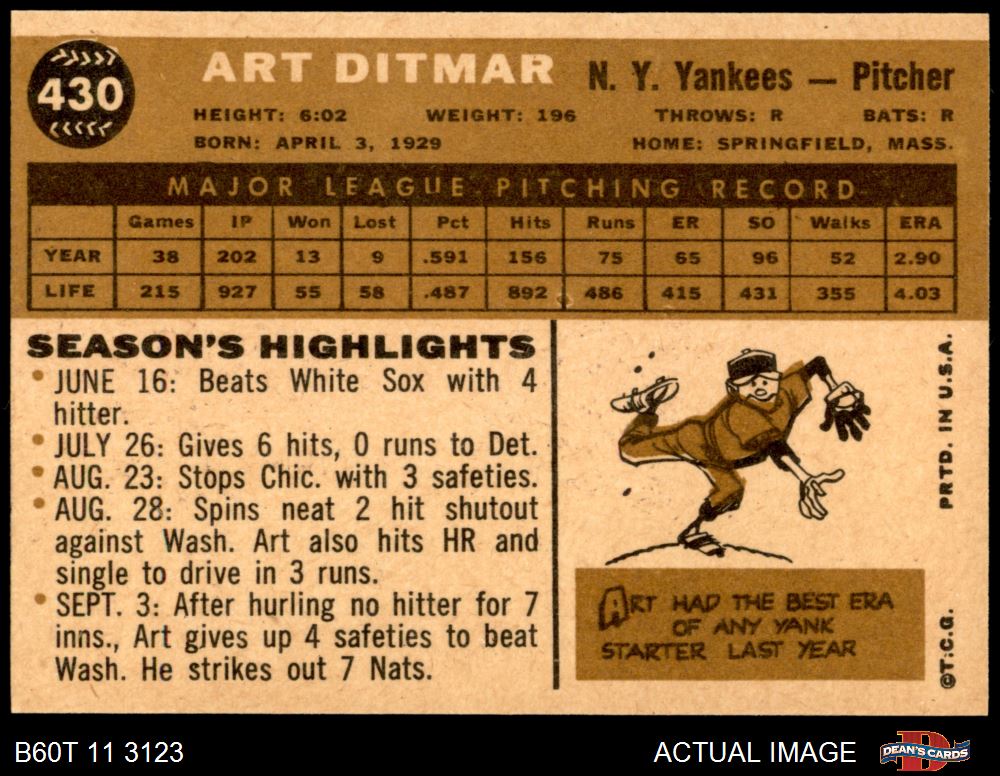 430
ART DITMAR N. Y. Yankees — Pitcher
HEIGHT: 6:02 WEIGHT: 196 THROWS: R BATS: R
BORN: APRIL 3, 1929 HOME: SPRINGFIELD, MASS.
MAJOR LEAGUE PITCHING RECORD
Games IP Won Lost Pct Hits Runs ER SO Walks ERA
YEAR 38 202 13 9 .591 156 75 65 96 52 2.90
LIFE 215 927 55 58 .487 892 486 415 431 355 4.03
SEASON'S HIGHLIGHTS
• JUNE 16: Beats White Sox with 4
hitter.
• JULY 26: Gives 6 hits, 0 runs to Det.
• AUG. 23: Stops Chic. with 3 safeties.
• AUG. 28: Spins neat 2 hit shutout
against Wash. Art also hits HR and
single to drive in 3 runs.
• SEPT. 3: After hurling no hitter for 7
inns., Art gives up 4 safeties to beat
Wash. He strikes out 7 Nats.
ART HAD THE BEST ERA
OF ANY YANK
STARTER LAST YEAR
©T.C.G. PRTD. IN U.S.A.
B60T 11 3123 ACTUAL IMAGE DEAN'S CARDS